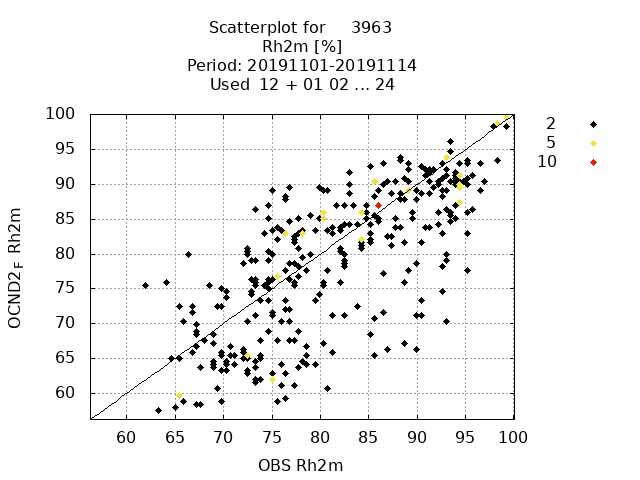 Scatterplot for 3963
Rh2m [%]
Period: 20191101-20191114
Used 12 + 01 02 ... 24
2
5
10
OCND2_F Rh2m
100
95
90
85
80
75
70
65
60
60 65 70 75 80 85 90 95 100
OBS Rh2m